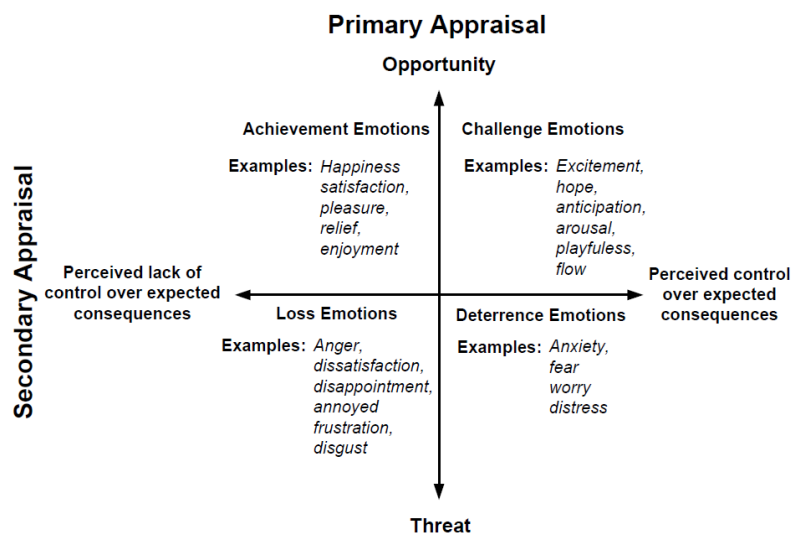 Primary Appraisal
Opportunity
Achievement Emotions
Examples: Happiness
satisfaction,
pleasure,
relief,
enjoyment
Challenge Emotions
Examples: Excitement,
hope,
anticipation,
arousal,
playfuless,
flow
Secondary Appraisal
Perceived lack of
control over expected
consequences
Perceived control
over expected
consequences
Loss Emotions
Examples: Anger,
dissatisfaction,
disappointment,
annoyed
frustration,
disgust
Deterrence Emotions
Examples: Anxiety,
fear
worry
distress
Threat